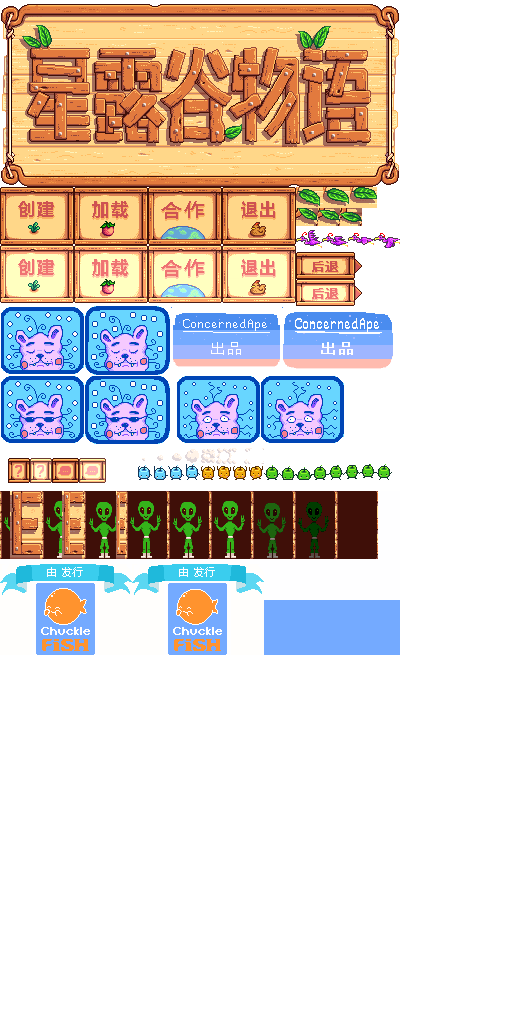 星露谷物语
创建 加载 合作 退出
创建 加载 合作 退出
后退
后退
ConcernedApe
出品
ConcernedApe
出品
? ?
E E E
由 发行
由 发行
Chuckle
FISH
Chuckle
FISH